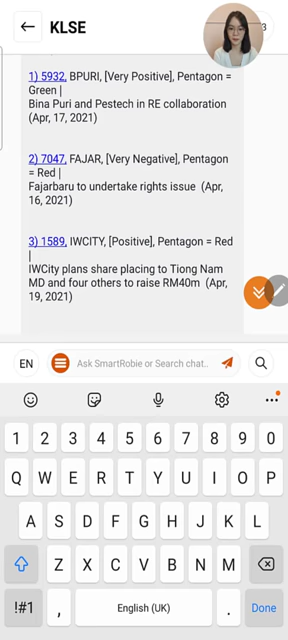 KLSE
3
1) 5932, BPURI, [Very Positive], Pentagon =
Green |
Bina Puri and Pestech in RE collaboration
(Apr, 17, 2021)
2) 7047, FAJAR, [Very Negative], Pentagon
= Red |
Fajarbaru to undertake rights issue (Apr,
16, 2021)
3) 1589, IWCITY, [Positive], Pentagon = Red
|
IWCity plans share placing to Tiong Nam
MD and four others to raise RM40m (Apr,
19, 2021)
EN
Ask SmartRobie or Search chat..
1 2 3 4 5 6 7 8 9 0
Q W E R T Y U I O P
A S D F G H J K L
Z X C V B N M
!#1 , English (UK) . Done